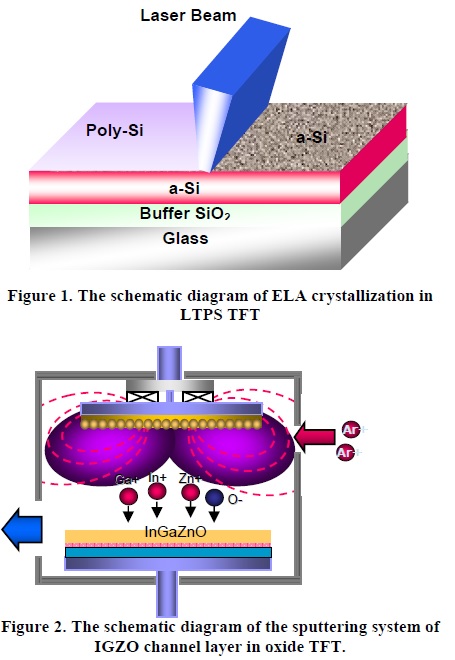 Laser Beam
Poly-Si
a-Si
a-Si
Buffer SiO₂
Glass
Figure 1. The schematic diagram of ELA crystallization in
LTPS TFT
Ar+
Ar+
Ga+ In+ Zn+
O-
InGaZnO
Figure 2. The schematic diagram of the sputtering system of
IGZO channel layer in oxide TFT.